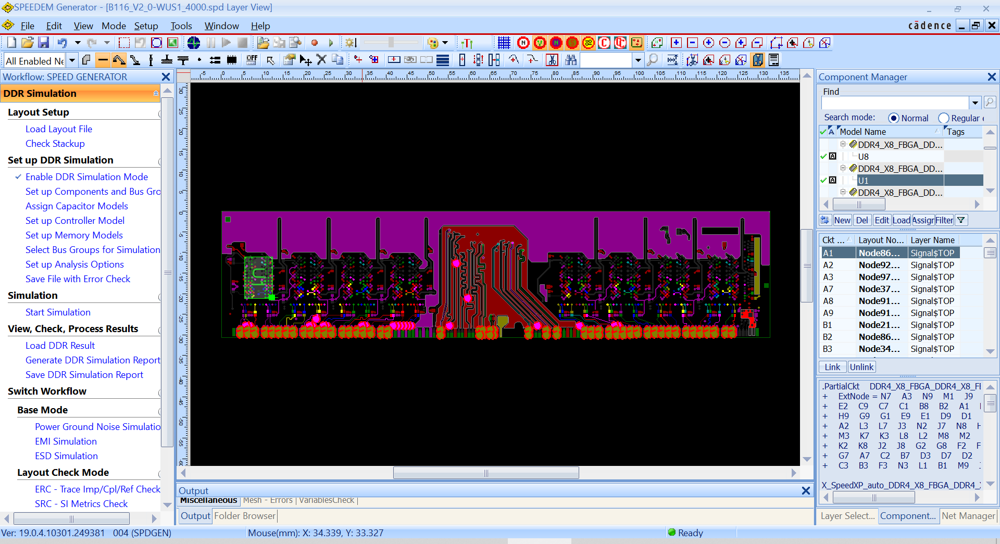 SPEEDEM Generator - [B116_V2_0-WUS1_4000.spd Layer View]
File Edit View Mode Setup Tools Window Help
cādence
All Enabled Ne
OFF
Workflow: SPEED GENERATOR
DDR Simulation
Layout Setup
Load Layout File
Check Stackup
Set up DDR Simulation
Enable DDR Simulation Mode
Set up Components and Bus Gro
Assign Capacitor Models
Set up Controller Model
Set up Memory Models
Select Bus Groups for Simulation
Set up Analysis Options
Save File with Error Check
Simulation
Start Simulation
View, Check, Process Results
Load DDR Result
Generate DDR Simulation Report
Save DDR Simulation Report
Switch Workflow
Base Mode
Power Ground Noise Simulatio
EMI Simulation
ESD Simulation
Layout Check Mode
ERC - Trace Imp/Cpl/Ref Check
SRC - SI Metrics Check
-5 0 5 10 15 20 25 30 35 40 45 50 55 60 65 70 75 80 85 90 95 100 105 110 115 120 125 130 135
30
25
20
15
10
5
0
-5
-10
-15
-20
-25
-30
-35
-40
-45
-50
-55
U1
Output
Miscellaneous Mesh - Errors VariablesCheck
Output Folder Browser
Component Manager
Find
Search mode: Normal Regular
Model Name Tags
DDR4_X8_FBGA_DD...
A U8
DDR4_X8_FBGA_DD...
A U1
DDR4_X8_FBGA_DD...
New Del Edit Load Assign Filter
Ckt ... Layout No... Layer Name
A1 Node86... Signal$TOP
A2 Node92... Signal$TOP
A3 Node97... Signal$TOP
A7 Node37... Signal$TOP
A8 Node91... Signal$TOP
A9 Node91... Signal$TOP
B1 Node21... Signal$TOP
B2 Node86... Signal$TOP
B3 Node34... Signal$TOP
Link Unlink
.PartialCkt DDR4_X8_FBGA_DDR4_X8_F
+ ExtNode = N7 A3 N9 M1 J9
+ E2 C9 C7 C1 B8 B2 A1
+ H9 G9 G1 E9 E1 D9 D1
+ A2 L3 L7 J3 N2 J7 N8
+ M3 K7 K3 L8 L2 M8 M2
+ K2 K8 J2 J8 G2 G8 F2 F
+ G7 A7 C2 B7 D3 D7 D2
+ C3 B3 F3 N3 L1 B1 M9
X_SpeedXP_auto_DDR4_X8_FBGA_DDR4_
Layer Select... Component... Net Manager
Ver: 19.0.4.10301.249381 004 (SPDGEN)
Mouse(mm): X: 34.339, Y: 33.327
Ready